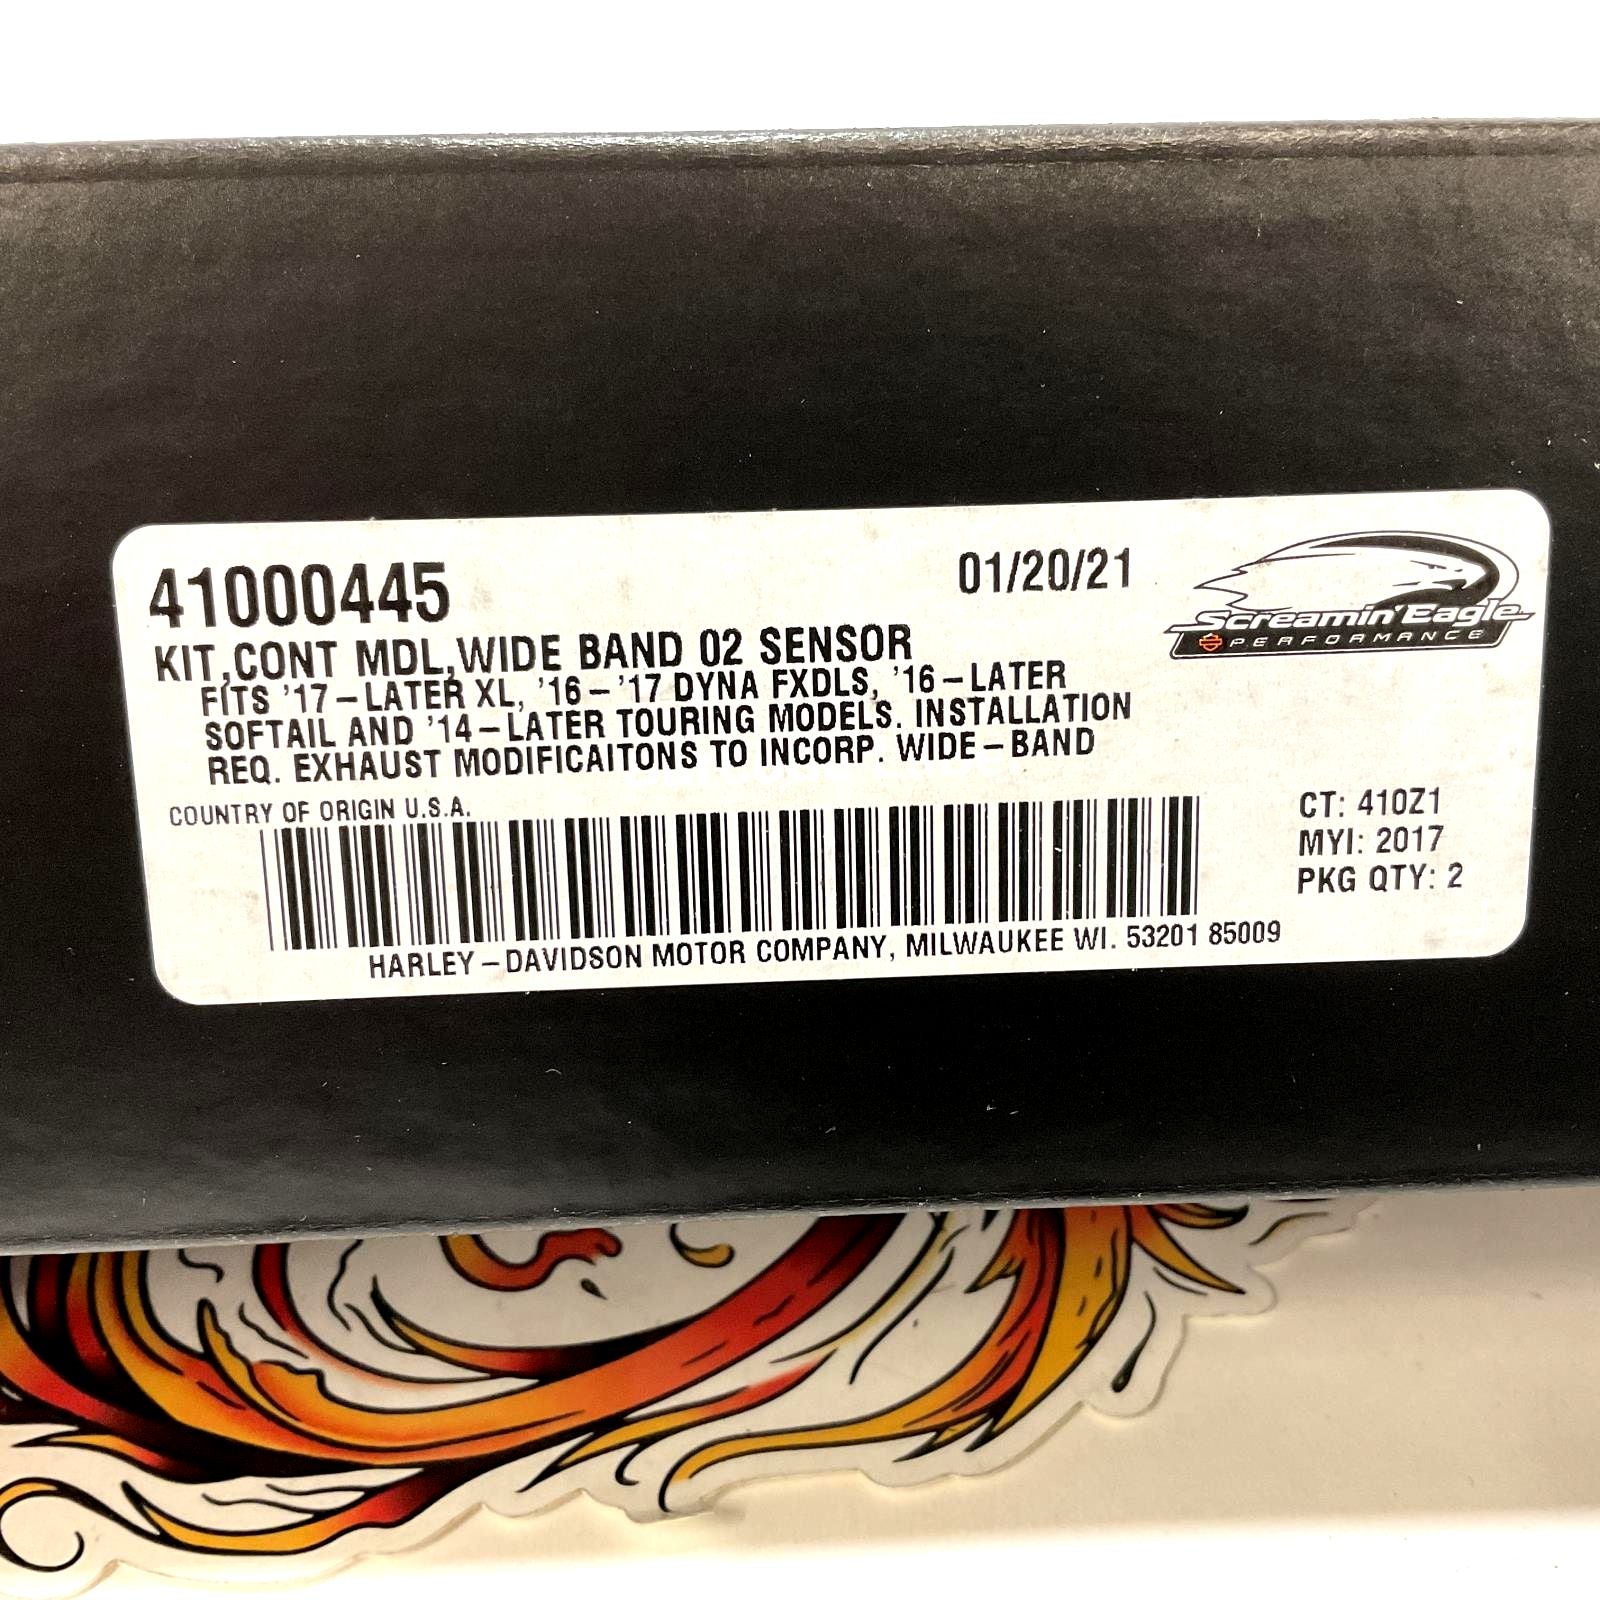 41000445
01/20/21
Screamin' Eagle
PERFORMANCE
KIT,CONT MDL,WIDE BAND 02 SENSOR
FITS '17-LATER XL, '16-'17 DYNA FXDLS, '16-LATER
SOFTAIL AND '14-LATER TOURING MODELS. INSTALLATION
REQ. EXHAUST MODIFICAITONS TO INCORP. WIDE-BAND
COUNTRY OF ORIGIN U.S.A.
CT: 410Z1
MYI: 2017
PKG QTY: 2
HARLEY-DAVIDSON MOTOR COMPANY, MILWAUKEE WI. 53201 85009